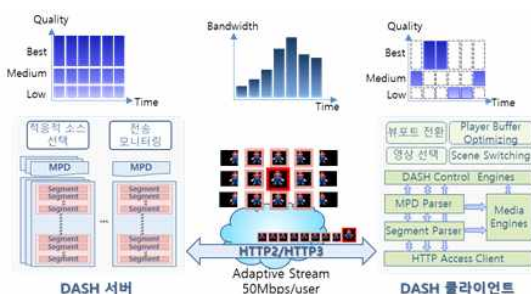 Quality
Best
Medium
Low
Time
Bandwidth
Time
Quality
Best
Medium
Low
Time
적응적 소스
선택
전송
모니터링
MPD
MPD
Segment
Segment
Segment
Segment
Segment
Segment
...
Segment
Segment
Segment
Segment
Segment
Segment
DASH 서버
HTTP2/HTTP3
Adaptive Stream
50Mbps/user
뷰포트 전환
Player Buffer
Optimizing
영상 선택
Scene Switching
DASH Control Engines
MPD Parser
Segment Parser
Media
Engines
HTTP Access Client
DASH 클라이언트